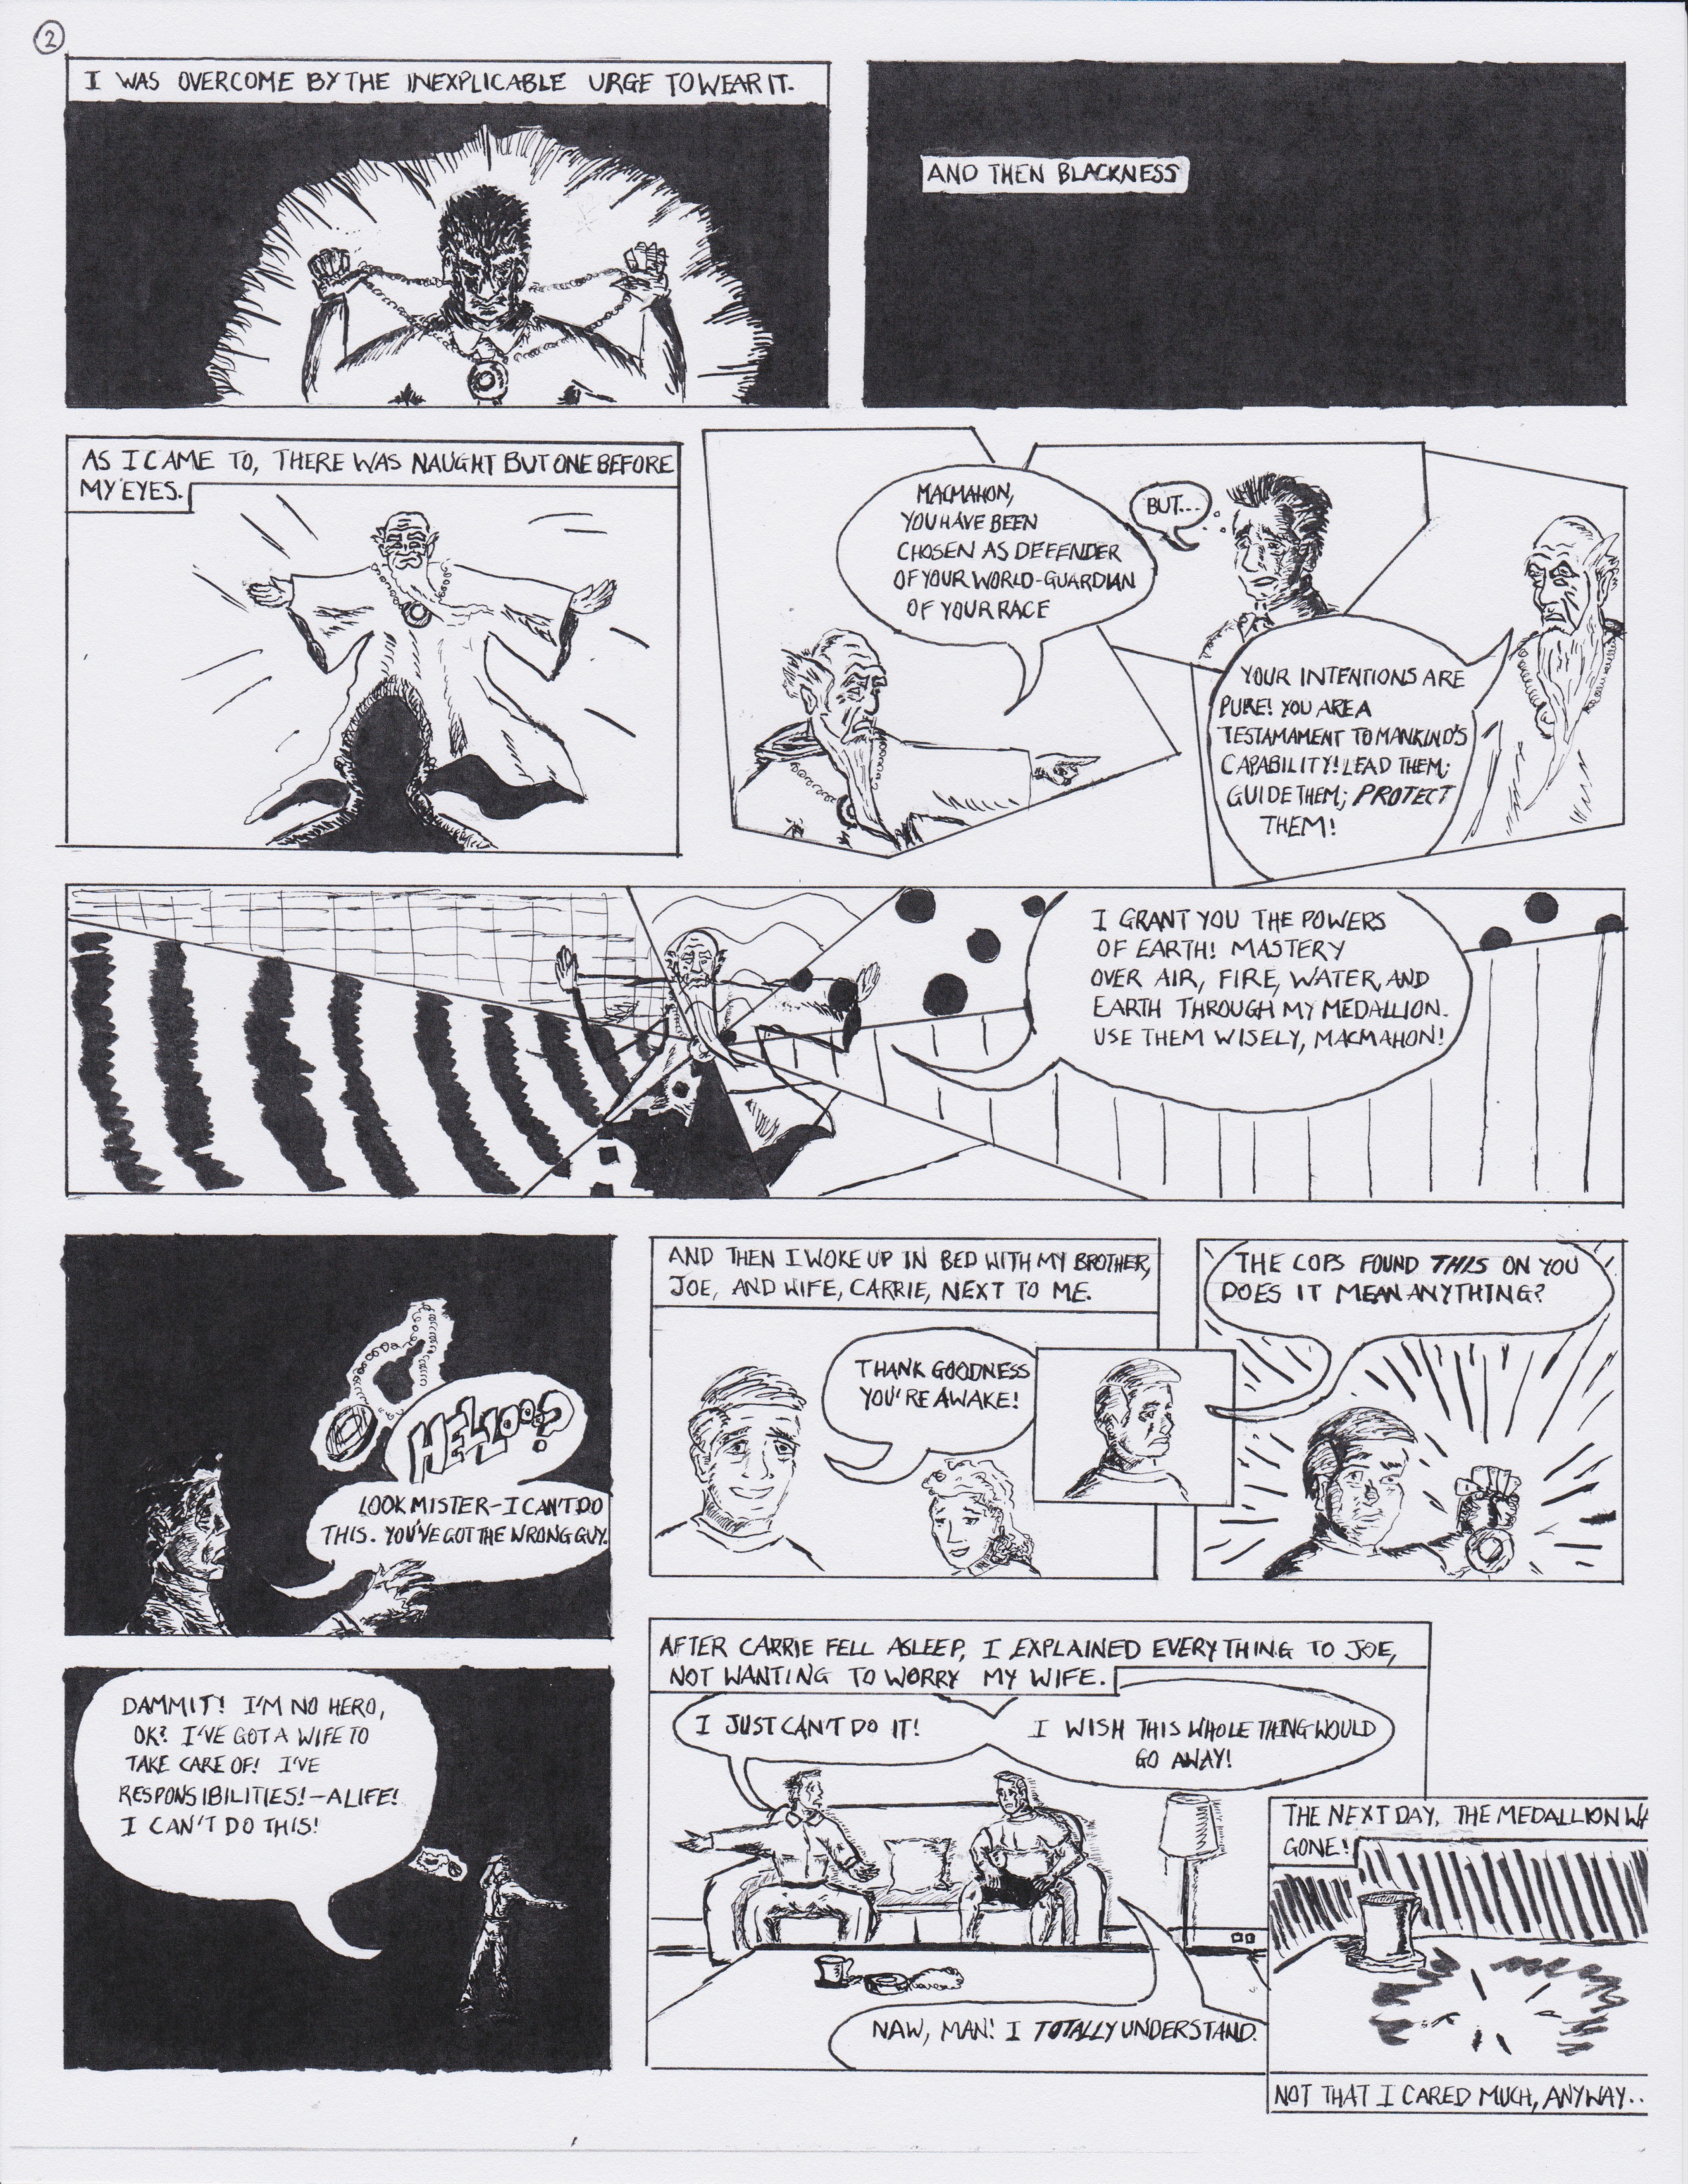 2
I WAS OVERCOME BY THE INEXPLICABLE URGE TO WEAR IT.
AND THEN BLACKNESS
AS I CAME TO, THERE WAS NAUGHT BUT ONE BEFORE
MY EYES.
MACMAHON,
YOU HAVE BEEN
CHOSEN AS DEFENDER
OF YOUR WORLD-GUARDIAN
OF YOUR RACE
BUT...
YOUR INTENTIONS ARE
PURE! YOU ARE A
TESTAMAMENT TO MANKIND'S
CAPABILITY! LEAD THEM;
GUIDE THEM; PROTECT
THEM!
I GRANT YOU THE POWERS
OF EARTH! MASTERY
OVER AIR, FIRE, WATER, AND
EARTH THROUGH MY MEDALLION.
USE THEM WISELY, MACMAHON!
HELLOOO?
LOOK MISTER-I CAN'T DO
THIS. YOU'VE GOT THE WRONG GUY.
DAMMIT! I'M NO HERO,
OK? I'VE GOT A WIFE TO
TAKE CARE OF! I'VE
RESPONSIBILITIES!-A LIFE!
I CAN'T DO THIS!
AND THEN I WOKE UP IN BED WITH MY BROTHER,
JOE, AND WIFE, CARRIE, NEXT TO ME.
THANK GOODNESS
YOU'RE AWAKE!
THE COPS FOUND THIS ON YOU
DOES IT MEAN ANYTHING?
AFTER CARRIE FELL ASLEEP, I EXPLAINED EVERYTHING TO JOE,
NOT WANTING TO WORRY MY WIFE.
I JUST CAN'T DO IT!
I WISH THIS WHOLE THING WOULD
GO AWAY!
NAW, MAN! I TOTALLY UNDERSTAND.
THE NEXT DAY, THE MEDALLION WA
GONE!
NOT THAT I CARED MUCH, ANYWAY..